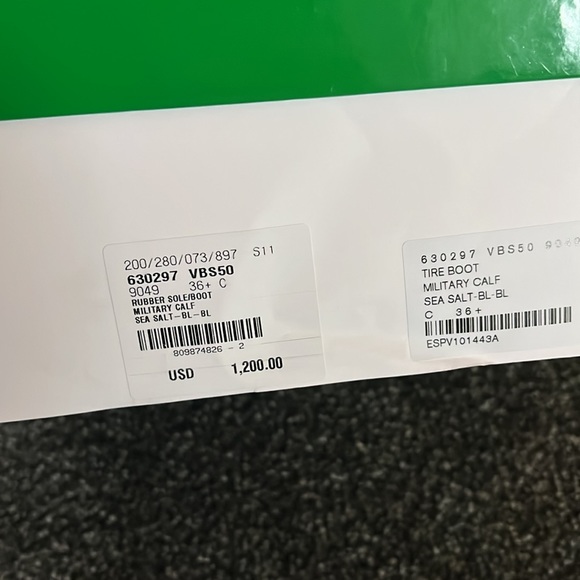 200/280/073/897 S11
630297 VBS50
9049 36+ C
RUBBER SOLE/BOOT
MILITARY CALF
SEA SALT-BL-BL
809874826 - 2
USD 1,200.00
630297 VBS50
TIRE BOOT
MILITARY CALF
SEA SALT-BL-BL
C 36+
ESPV101443A